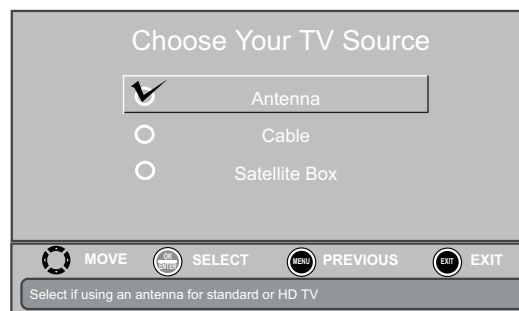 Choose Your TV Source
Antenna
Cable
Satellite Box
MOVE OK ENTER SELECT MENU PREVIOUS EXIT EXIT
Select if using an antenna for standard or HD TV